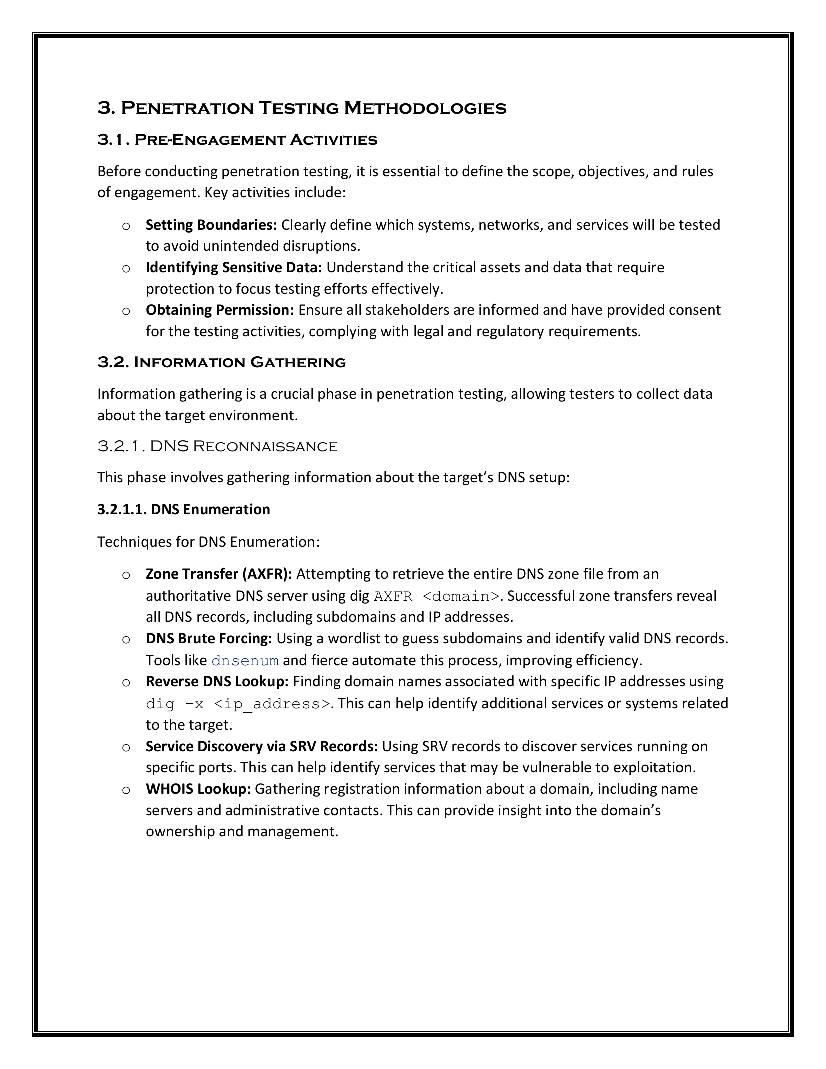 3. Penetration Testing Methodologies
3.1. Pre-Engagement Activities
Before conducting penetration testing, it is essential to define the scope, objectives, and rules
of engagement. Key activities include:
o Setting Boundaries: Clearly define which systems, networks, and services will be tested
to avoid unintended disruptions.
o Identifying Sensitive Data: Understand the critical assets and data that require
protection to focus testing efforts effectively.
o Obtaining Permission: Ensure all stakeholders are informed and have provided consent
for the testing activities, complying with legal and regulatory requirements.
3.2. Information Gathering
Information gathering is a crucial phase in penetration testing, allowing testers to collect data
about the target environment.
3.2.1. DNS Reconnaissance
This phase involves gathering information about the target’s DNS setup:
3.2.1.1. DNS Enumeration
Techniques for DNS Enumeration:
o Zone Transfer (AXFR): Attempting to retrieve the entire DNS zone file from an
authoritative DNS server using dig AXFR <domain>. Successful zone transfers reveal
all DNS records, including subdomains and IP addresses.
o DNS Brute Forcing: Using a wordlist to guess subdomains and identify valid DNS records.
Tools like dnsenum and fierce automate this process, improving efficiency.
o Reverse DNS Lookup: Finding domain names associated with specific IP addresses using
dig -x <ip_address>. This can help identify additional services or systems related
to the target.
o Service Discovery via SRV Records: Using SRV records to discover services running on
specific ports. This can help identify services that may be vulnerable to exploitation.
o WHOIS Lookup: Gathering registration information about a domain, including name
servers and administrative contacts. This can provide insight into the domain’s
ownership and management.